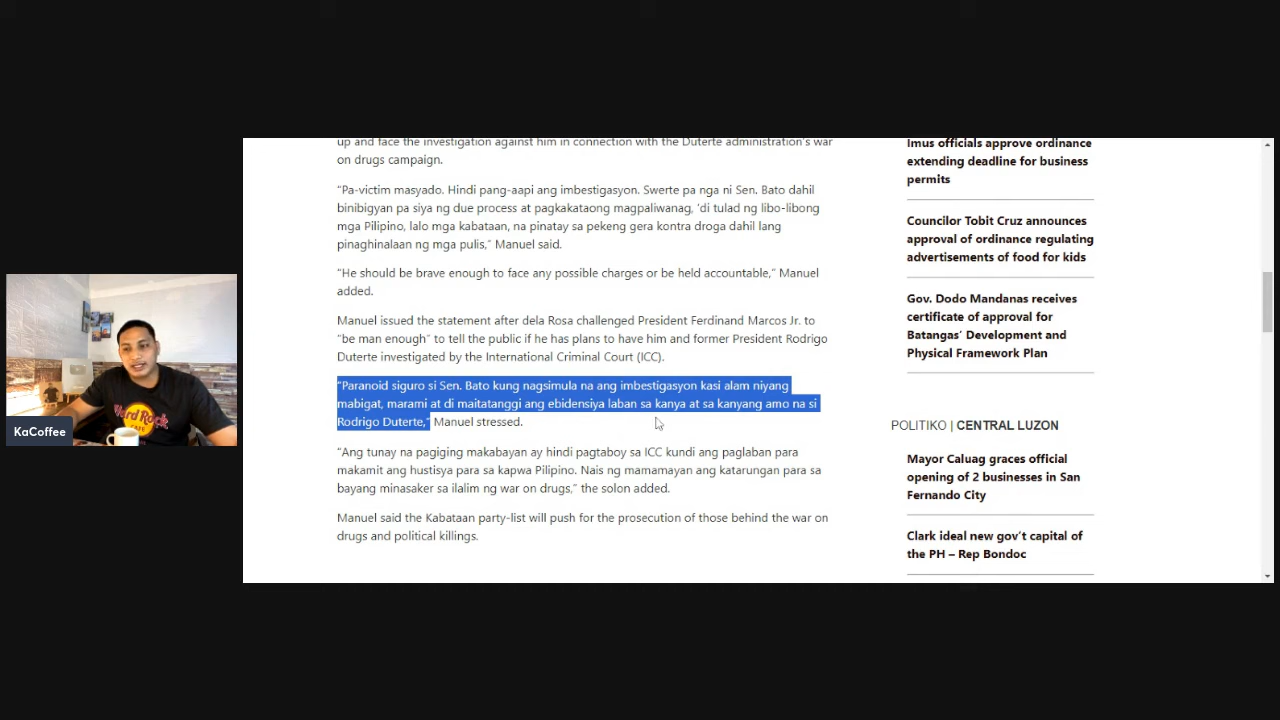 up and face the investigation against him in connection with the Duterte administration's war
on drugs campaign.
"Pa-victim masyado. Hindi pang-aapi ang imbestigasyon. Swerte pa nga ni Sen. Bato dahil
binibigyan pa siya ng due process at pagkakataong magpaliwanag, 'di tulad ng libo-libong
mga Pilipino, lalo mga kabataan, na pinatay sa pekeng gera kontra droga dahil lang
pinaghinalaan ng mga pulis," Manuel said.
"He should be brave enough to face any possible charges or be held accountable," Manuel
added.
Manuel issued the statement after dela Rosa challenged President Ferdinand Marcos Jr. to
"be man enough" to tell the public if he has plans to have him and former President Rodrigo
Duterte investigated by the International Criminal Court (ICC).
"Paranoid siguro si Sen. Bato kung nagsimula na ang imbestigasyon kasi alam niyang
mabigat, marami at di maitatanggi ang ebidensiya laban sa kanya at sa kanyang amo na si
Rodrigo Duterte," Manuel stressed.
"Ang tunay na pagiging makabayan ay hindi pagtaboy sa ICC kundi ang paglaban para
makamit ang hustisya para sa kapwa Pilipino. Nais ng mamamayan ang katarungan para sa
bayang minasaker sa ilalim ng war on drugs," the solon added.
Manuel said the Kabataan party-list will push for the prosecution of those behind the war on
drugs and political killings.
Imus officials approve ordinance
extending deadline for business
permits
Councilor Tobit Cruz announces
approval of ordinance regulating
advertisements of food for kids
Gov. Dodo Mandanas receives
certificate of approval for
Batangas' Development and
Physical Framework Plan
POLITIKO | CENTRAL LUZON
Mayor Caluag graces official
opening of 2 businesses in San
Fernando City
Clark ideal new gov't capital of
the PH – Rep Bondoc
Hard Rock
CAFE
KaCoffee